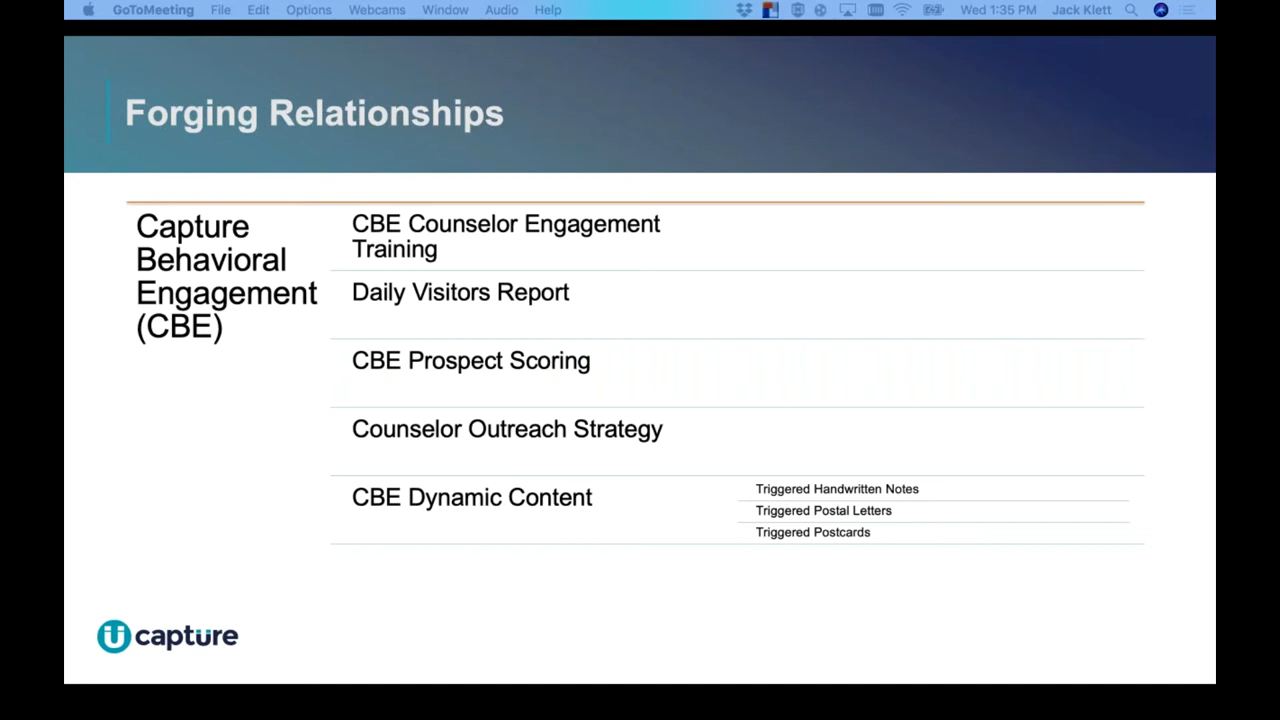 GoToMeeting File Edit Options Webcams Window Audio Help Wed 1:35 PM Jack Klett
Forging Relationships
Capture
Behavioral
Engagement
(CBE)
CBE Counselor Engagement
Training
Daily Visitors Report
CBE Prospect Scoring
Counselor Outreach Strategy
CBE Dynamic Content
Triggered Handwritten Notes
Triggered Postal Letters
Triggered Postcards
capture